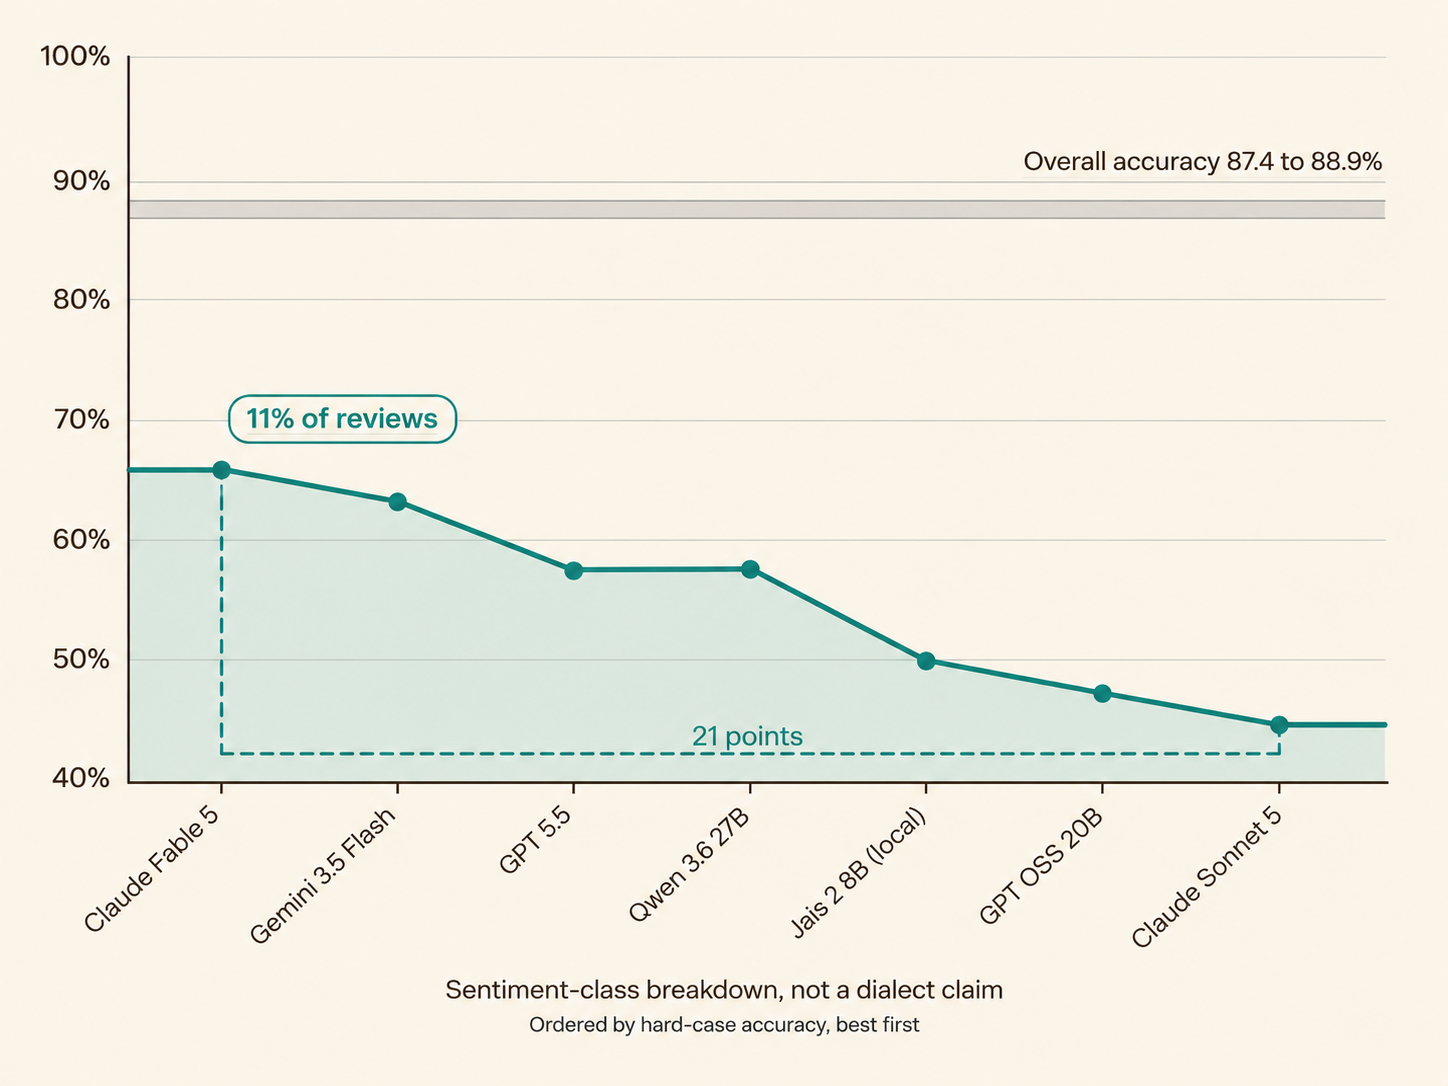 100%
Overall accuracy 87.4 to 88.9%
90%
80%
11% of reviews
70%
60%
50%
21 points
40%
Claude Fable 5
Gemini 3.5 Flash
GPT 5.5
Qwen 3.6 27B
Jais 2 8B (local)
GPT OSS 20B
Claude Sonnet 5
Sentiment-class breakdown, not a dialect claim
Ordered by hard-case accuracy, best first